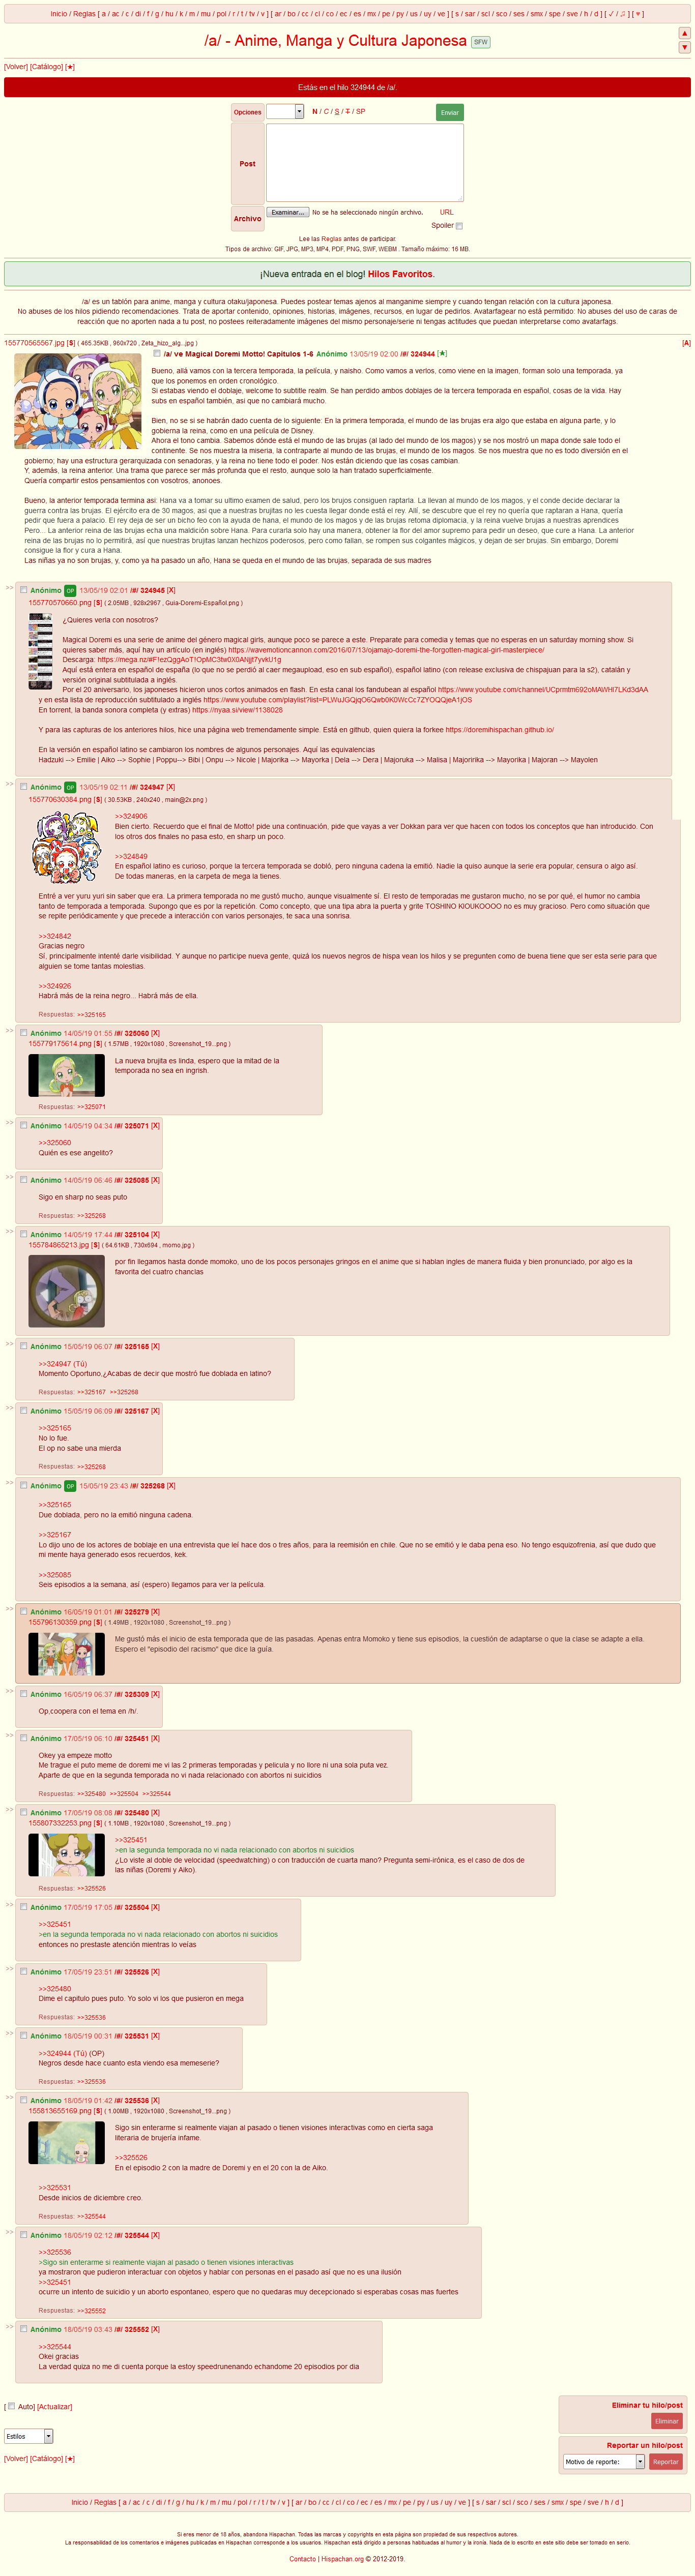 Inicio / Reglas [ a / ac / c / di / f / g / hu / k / m / mu / pol / r / t / tv / v ] [ ar / bo / cc / cl / co / ec / es / mx / pe / py / us / uy / ve ] [ s / sar / scl / sco / ses / smx / spe / sve / h / d ] [ ✓ / ♫ ] [ ♥ ]
/a/ - Anime, Manga y Cultura Japonesa SFW
▲
▼
[Volver] [Catálogo] [★]
Estás en el hilo 324944 de /a/.
Opciones N / C / S / T / SP Enviar
Post
Archivo Examinar... No se ha seleccionado ningún archivo. URL
Spoiler
Lee las Reglas antes de participar.
Tipos de archivo: GIF, JPG, MP3, MP4, PDF, PNG, SWF, WEBM . Tamaño máximo: 16 MB.
¡Nueva entrada en el blog! Hilos Favoritos.
/a/ es un tablón para anime, manga y cultura otaku/japonesa. Puedes postear temas ajenos al manganime siempre y cuando tengan relación con la cultura japonesa.
No abuses de los hilos pidiendo recomendaciones. Trata de aportar contenido, opiniones, historias, imágenes, recursos, en lugar de pedirlos. Avatarfagear no está permitido: No abuses del uso de caras de
reacción que no aporten nada a tu post, no postees reiteradamente imágenes del mismo personaje/serie ni tengas actitudes que puedan interpretarse como avatarfags.
155770565567.jpg [S] ( 465.35KB , 960x720 , Zeta_hizo_alg...jpg ) [A]
/a/ ve Magical Doremi Motto! Capítulos 1-6 Anónimo 13/05/19 02:00 /#/ 324944 [★]
Bueno, allá vamos con la tercera temporada, la película, y naisho. Como vamos a verlos, como viene en la imagen, forman solo una temporada, ya
que los ponemos en orden cronológico.
Si estabas viendo el doblaje, welcome to subtitle realm. Se han perdido ambos doblajes de la tercera temporada en español, cosas de la vida. Hay
subs en español también, asi que no cambiará mucho.
Bien, no se si se habrán dado cuenta de lo siguiente: En la primera temporada, el mundo de las brujas era algo que estaba en alguna parte, y lo
gobierna la reina, como en una película de Disney.
Ahora el tono cambia. Sabemos dónde está el mundo de las brujas (al lado del mundo de los magos) y se nos mostró un mapa donde sale todo el
continente. Se nos muestra la miseria, la contraparte al mundo de las brujas, el mundo de los magos. Se nos muestra que no es todo diversión en el
gobierno; hay una estructura gerarquizada con senadoras, y la reina no tiene todo el poder. Nos están diciendo que las cosas cambian.
Y, además, la reina anterior. Una trama que parece ser más profunda que el resto, aunque solo la han tratado superficialmente.
Quería compartir estos pensamientos con vosotros, anonoes.
Bueno, la anterior temporada termina así: Hana va a tomar su ultimo examen de salud, pero los brujos consiguen raptarla. La llevan al mundo de los magos, y el conde decide declarar la
guerra contras las brujas. El ejército era de 30 magos, así que a nuestras brujitas no les cuesta llegar donde está el rey. Allí, se descubre que el rey no quería que raptaran a Hana, quería
pedir que fuera a palacio. El rey deja de ser un bicho feo con la ayuda de hana, el mundo de los magos y de las brujas retoma diplomacia, y la reina vuelve brujas a nuestras aprendices
Pero... La anterior reina de las brujas echa una maldición sobre Hana. Para curarla solo hay una manera, obtener la flor del amor supremo para pedir un deseo, que cure a Hana. La anterior
reina de las brujas no lo permitirá, así que nuestras brujitas lanzan hechizos poderosos, pero como fallan, se rompen sus colgantes mágicos, y dejan de ser brujas. Sin embargo, Doremi
consigue la flor y cura a Hana.
Las niñas ya no son brujas, y, como ya ha pasado un año, Hana se queda en el mundo de las brujas, separada de sus madres
>> Anónimo OP 13/05/19 02:01 /#/ 324945 [X]
155770570660.png [S] ( 2.05MB , 928x2967 , Guia-Doremi-Español.png )
¿Quieres verla con nosotros?
Magical Doremi es una serie de anime del género magical girls, aunque poco se parece a este. Preparate para comedia y temas que no esperas en un saturday morning show. Si
quieres saber más, aquí hay un artículo (en inglés) https://wavemotioncannon.com/2016/07/13/ojamajo-doremi-the-forgotten-magical-girl-masterpiece/
Descarga: https://mega.nz/#F!ezQggAoT!OpMC3tw0X0ANjjt7yvkU1g
Aquí está entera en español de españa (lo que no se perdió al caer megaupload, eso en sub español), español latino (con release exclusiva de chispajuan para la s2), catalán y
versión original subtitulada a inglés.
Por el 20 aniversario, los japoneses hicieron unos cortos animados en flash. En esta canal los fandubean al español https://www.youtube.com/channel/UCprmtm692oMAWHl7LKd3dAA
y en esta lista de reproducción subtitulado a inglés https://www.youtube.com/playlist?list=PLWuJGQjqO6Qwb0K0WcCc7ZYOQQjeA1jOS
En torrent, la banda sonora completa (y extras) https://nyaa.si/view/1138028
Y para las capturas de los anteriores hilos, hice una página web tremendamente simple. Está en github, quien quiera la forkee https://doremihispachan.github.io/
En la versión en español latino se cambiaron los nombres de algunos personajes. Aquí las equivalencias
Hadzuki --> Emilie | Aiko --> Sophie | Poppu--> Bibi | Onpu --> Nicole | Majorika --> Mayorka | Dela --> Dera | Majoruka --> Malisa | Majoririka --> Mayorika | Majoran --> Mayolen
>> Anónimo OP 13/05/19 02:11 /#/ 324947 [X]
155770630384.png [S] ( 30.53KB , 240x240 , main@2x.png )
>>324906
Bien cierto. Recuerdo que el final de Motto! pide una continuación, pide que vayas a ver Dokkan para ver que hacen con todos los conceptos que han introducido. Con
los otros dos finales no pasa esto, en sharp un poco.
>>324849
En español latino es curioso, porque la tercera temporada se dobló, pero ninguna cadena la emitió. Nadie la quiso aunque la serie era popular, censura o algo así.
De todas maneras, en la carpeta de mega la tienes.
Entré a ver yuru yuri sin saber que era. La primera temporada no me gustó mucho, aunque visualmente sí. El resto de temporadas me gustaron mucho, no se por qué, el humor no cambia
tanto de temporada a temporada. Supongo que es por la repetición. Como concepto, que una tipa abra la puerta y grite TOSHINO KIOUKOOOO no es muy gracioso. Pero como situación que
se repite periódicamente y que precede a interacción con varios personajes, te saca una sonrisa.
>>324842
Gracias negro
Sí, principalmente intenté darle visibilidad. Y aunque no participe nueva gente, quizá los nuevos negros de hispa vean los hilos y se pregunten como de buena tiene que ser esta serie para que
alguien se tome tantas molestias.
>>324926
Habrá más de la reina negra... Habrá más de ella.
Respuestas: >>325165
>> Anónimo 14/05/19 01:55 /#/ 325060 [X]
155779175614.png [S] ( 1.57MB , 1920x1080 , Screenshot_19...png )
La nueva brujita es linda, espero que la mitad de la
temporada no sea en ingrish.
Respuestas: >>325071
>> Anónimo 14/05/19 04:34 /#/ 325071 [X]
>>325060
Quién es ese angelito?
>> Anónimo 14/05/19 06:46 /#/ 325085 [X]
Sigo en sharp no seas puto
Respuestas: >>325268
>> Anónimo 14/05/19 17:44 /#/ 325104 [X]
155784865213.jpg [S] ( 64.61KB , 730x694 , momo.jpg )
por fin llegamos hasta donde momoko, uno de los pocos personajes gringos en el anime que si hablan ingles de manera fluida y bien pronunciado, por algo es la
favorita del cuatro chanclas
>> Anónimo 15/05/19 06:07 /#/ 325165 [X]
>>324947 (Tú)
Momento Oportuno,¿Acabas de decir que mostró fue doblada en latino?
Respuestas: >>325167 >>325268
>> Anónimo 15/05/19 06:09 /#/ 325167 [X]
>>325165
No lo fue.
El op no sabe una mierda
Respuestas: >>325268
>> Anónimo OP 15/05/19 23:43 /#/ 325268 [X]
>>325165
Due doblada, pero no la emitió ninguna cadena.
>>325167
Lo dijo uno de los actores de boblaje en una entrevista que leí hace dos o tres años, para la reemisión en chile. Que no se emitió y le daba pena eso. No tengo esquizofrenia, así que dudo que
mi mente haya generado esos recuerdos, kek.
>>325085
Seis episodios a la semana, así (espero) llegamos para ver la película.
>> Anónimo 16/05/19 01:01 /#/ 325279 [X]
155796130359.png [S] ( 1.49MB , 1920x1080 , Screenshot_19...png )
Me gustó más el inicio de esta temporada que de las pasadas. Apenas entra Momoko y tiene sus episodios, la cuestión de adaptarse o que la clase se adapte a ella.
Espero el "episodio del racismo" que dice la guía.
>> Anónimo 16/05/19 06:37 /#/ 325309 [X]
Op,coopera con el tema en /h/.
>> Anónimo 17/05/19 06:10 /#/ 325451 [X]
Okey ya empeze motto
Me trague el puto meme de doremi me vi las 2 primeras temporadas y pelicula y no llore ni una sola puta vez.
Aparte de que en la segunda temporada no vi nada relacionado con abortos ni suicidios
Respuestas: >>325480 >>325504 >>325544
>> Anónimo 17/05/19 08:08 /#/ 325480 [X]
155807332253.png [S] ( 1.10MB , 1920x1080 , Screenshot_19...png )
>>325451
>en la segunda temporada no vi nada relacionado con abortos ni suicidios
¿Lo viste al doble de velocidad (speedwatching) o con traducción de cuarta mano? Pregunta semi-irónica, es el caso de dos de
las niñas (Doremi y Aiko).
Respuestas: >>325526
>> Anónimo 17/05/19 17:05 /#/ 325504 [X]
>>325451
>en la segunda temporada no vi nada relacionado con abortos ni suicidios
entonces no prestaste atención mientras lo veías
>> Anónimo 17/05/19 23:51 /#/ 325526 [X]
>>325480
Dime el capitulo pues puto. Yo solo vi los que pusieron en mega
Respuestas: >>325536
>> Anónimo 18/05/19 00:31 /#/ 325531 [X]
>>324944 (Tú) (OP)
Negros desde hace cuanto esta viendo esa memeserie?
Respuestas: >>325536
>> Anónimo 18/05/19 01:42 /#/ 325536 [X]
155813655169.png [S] ( 1.00MB , 1920x1080 , Screenshot_19...png )
Sigo sin enterarme si realmente viajan al pasado o tienen visiones interactivas como en cierta saga
literaria de brujería infame.
>>325526
En el episodio 2 con la madre de Doremi y en el 20 con la de Aiko.
>>325531
Desde inicios de diciembre creo.
Respuestas: >>325544
>> Anónimo 18/05/19 02:12 /#/ 325544 [X]
>>325536
>Sigo sin enterarme si realmente viajan al pasado o tienen visiones interactivas
ya mostraron que pudieron interactuar con objetos y hablar con personas en el pasado así que no es una ilusión
>>325451
ocurre un intento de suicidio y un aborto espontaneo, espero que no quedaras muy decepcionado si esperabas cosas mas fuertes
Respuestas: >>325552
>> Anónimo 18/05/19 03:43 /#/ 325552 [X]
>>325544
Okei gracias
La verdad quiza no me di cuenta porque la estoy speedrunenando echandome 20 episodios por dia
[ Auto] [Actualizar]
Eliminar tu hilo/post
Eliminar
Estilos
Reportar un hilo/post
Motivo de reporte: Reportar
[Volver] [Catálogo] [★]
Inicio / Reglas [ a / ac / c / di / f / g / hu / k / m / mu / pol / r / t / tv / v ] [ ar / bo / cc / cl / co / ec / es / mx / pe / py / us / uy / ve ] [ s / sar / scl / sco / ses / smx / spe / sve / h / d ]
Si eres menor de 18 años, abandona Hispachan. Todas las marcas y copyrights en esta página son propiedad de sus respectivos autores.
La responsabilidad de los comentarios e imágenes publicadas en Hispachan corresponde a los usuarios. Hispachan está dirigido a personas habituadas al humor y la ironía. Nada de lo escrito en este sitio debe ser tomado en serio.
Contacto | Hispachan.org © 2012-2019.